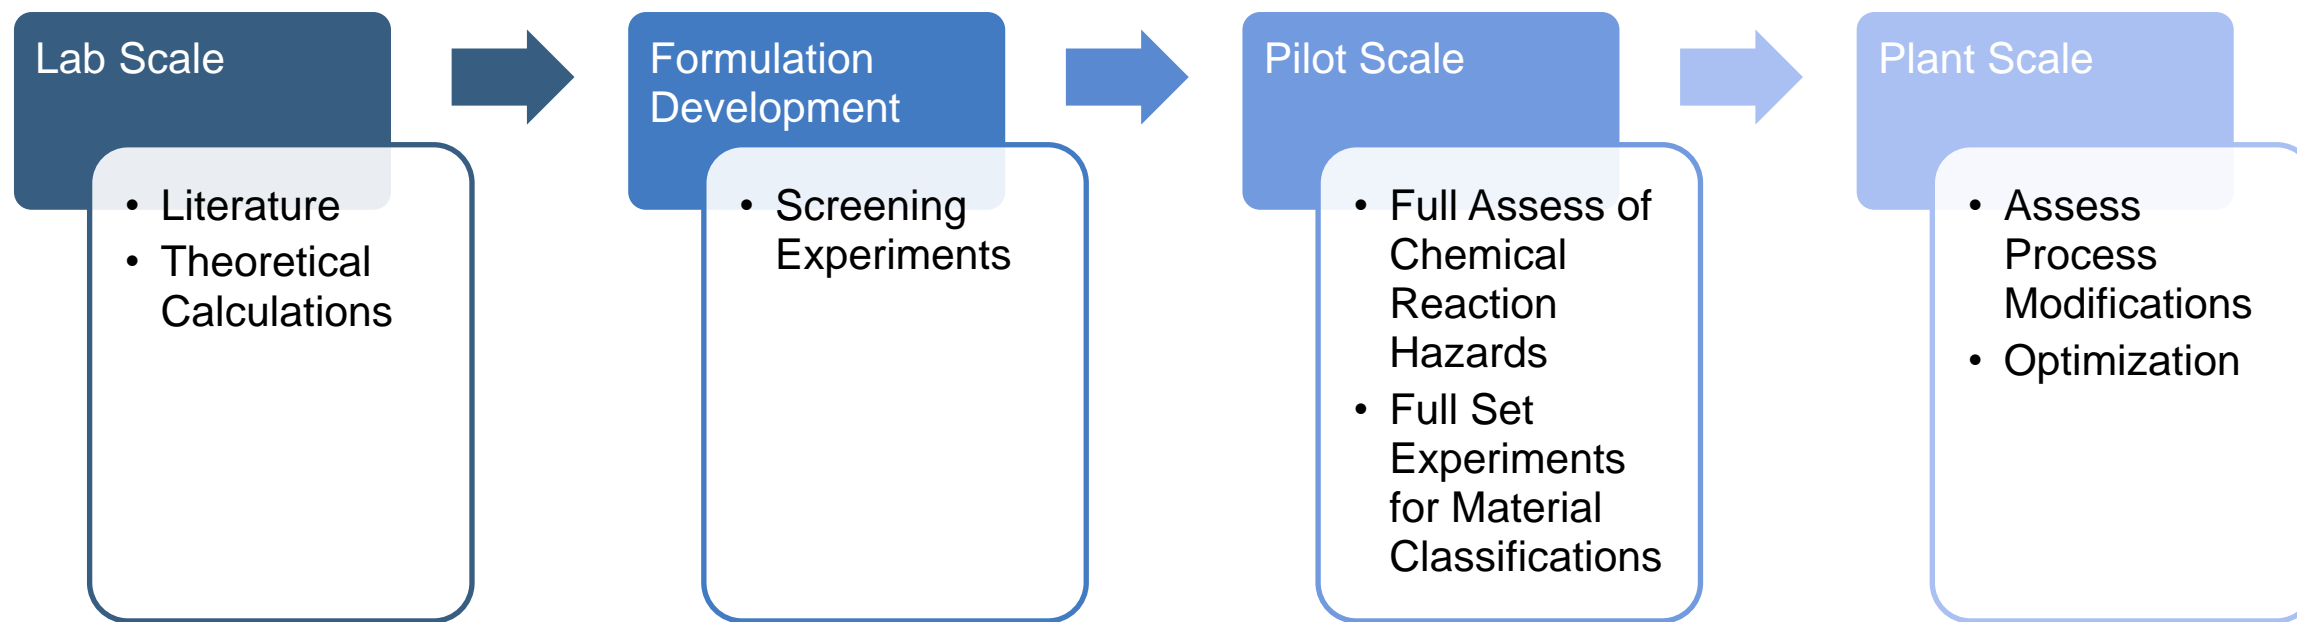 Lab Scale
• Literature
• Theoretical
Calculations
Formulation
Development
• Screening
Experiments
Pilot Scale
• Full Assess of
Chemical
Reaction
Hazards
• Full Set
Experiments
for Material
Classifications
Plant Scale
• Assess
Process
Modifications
• Optimization